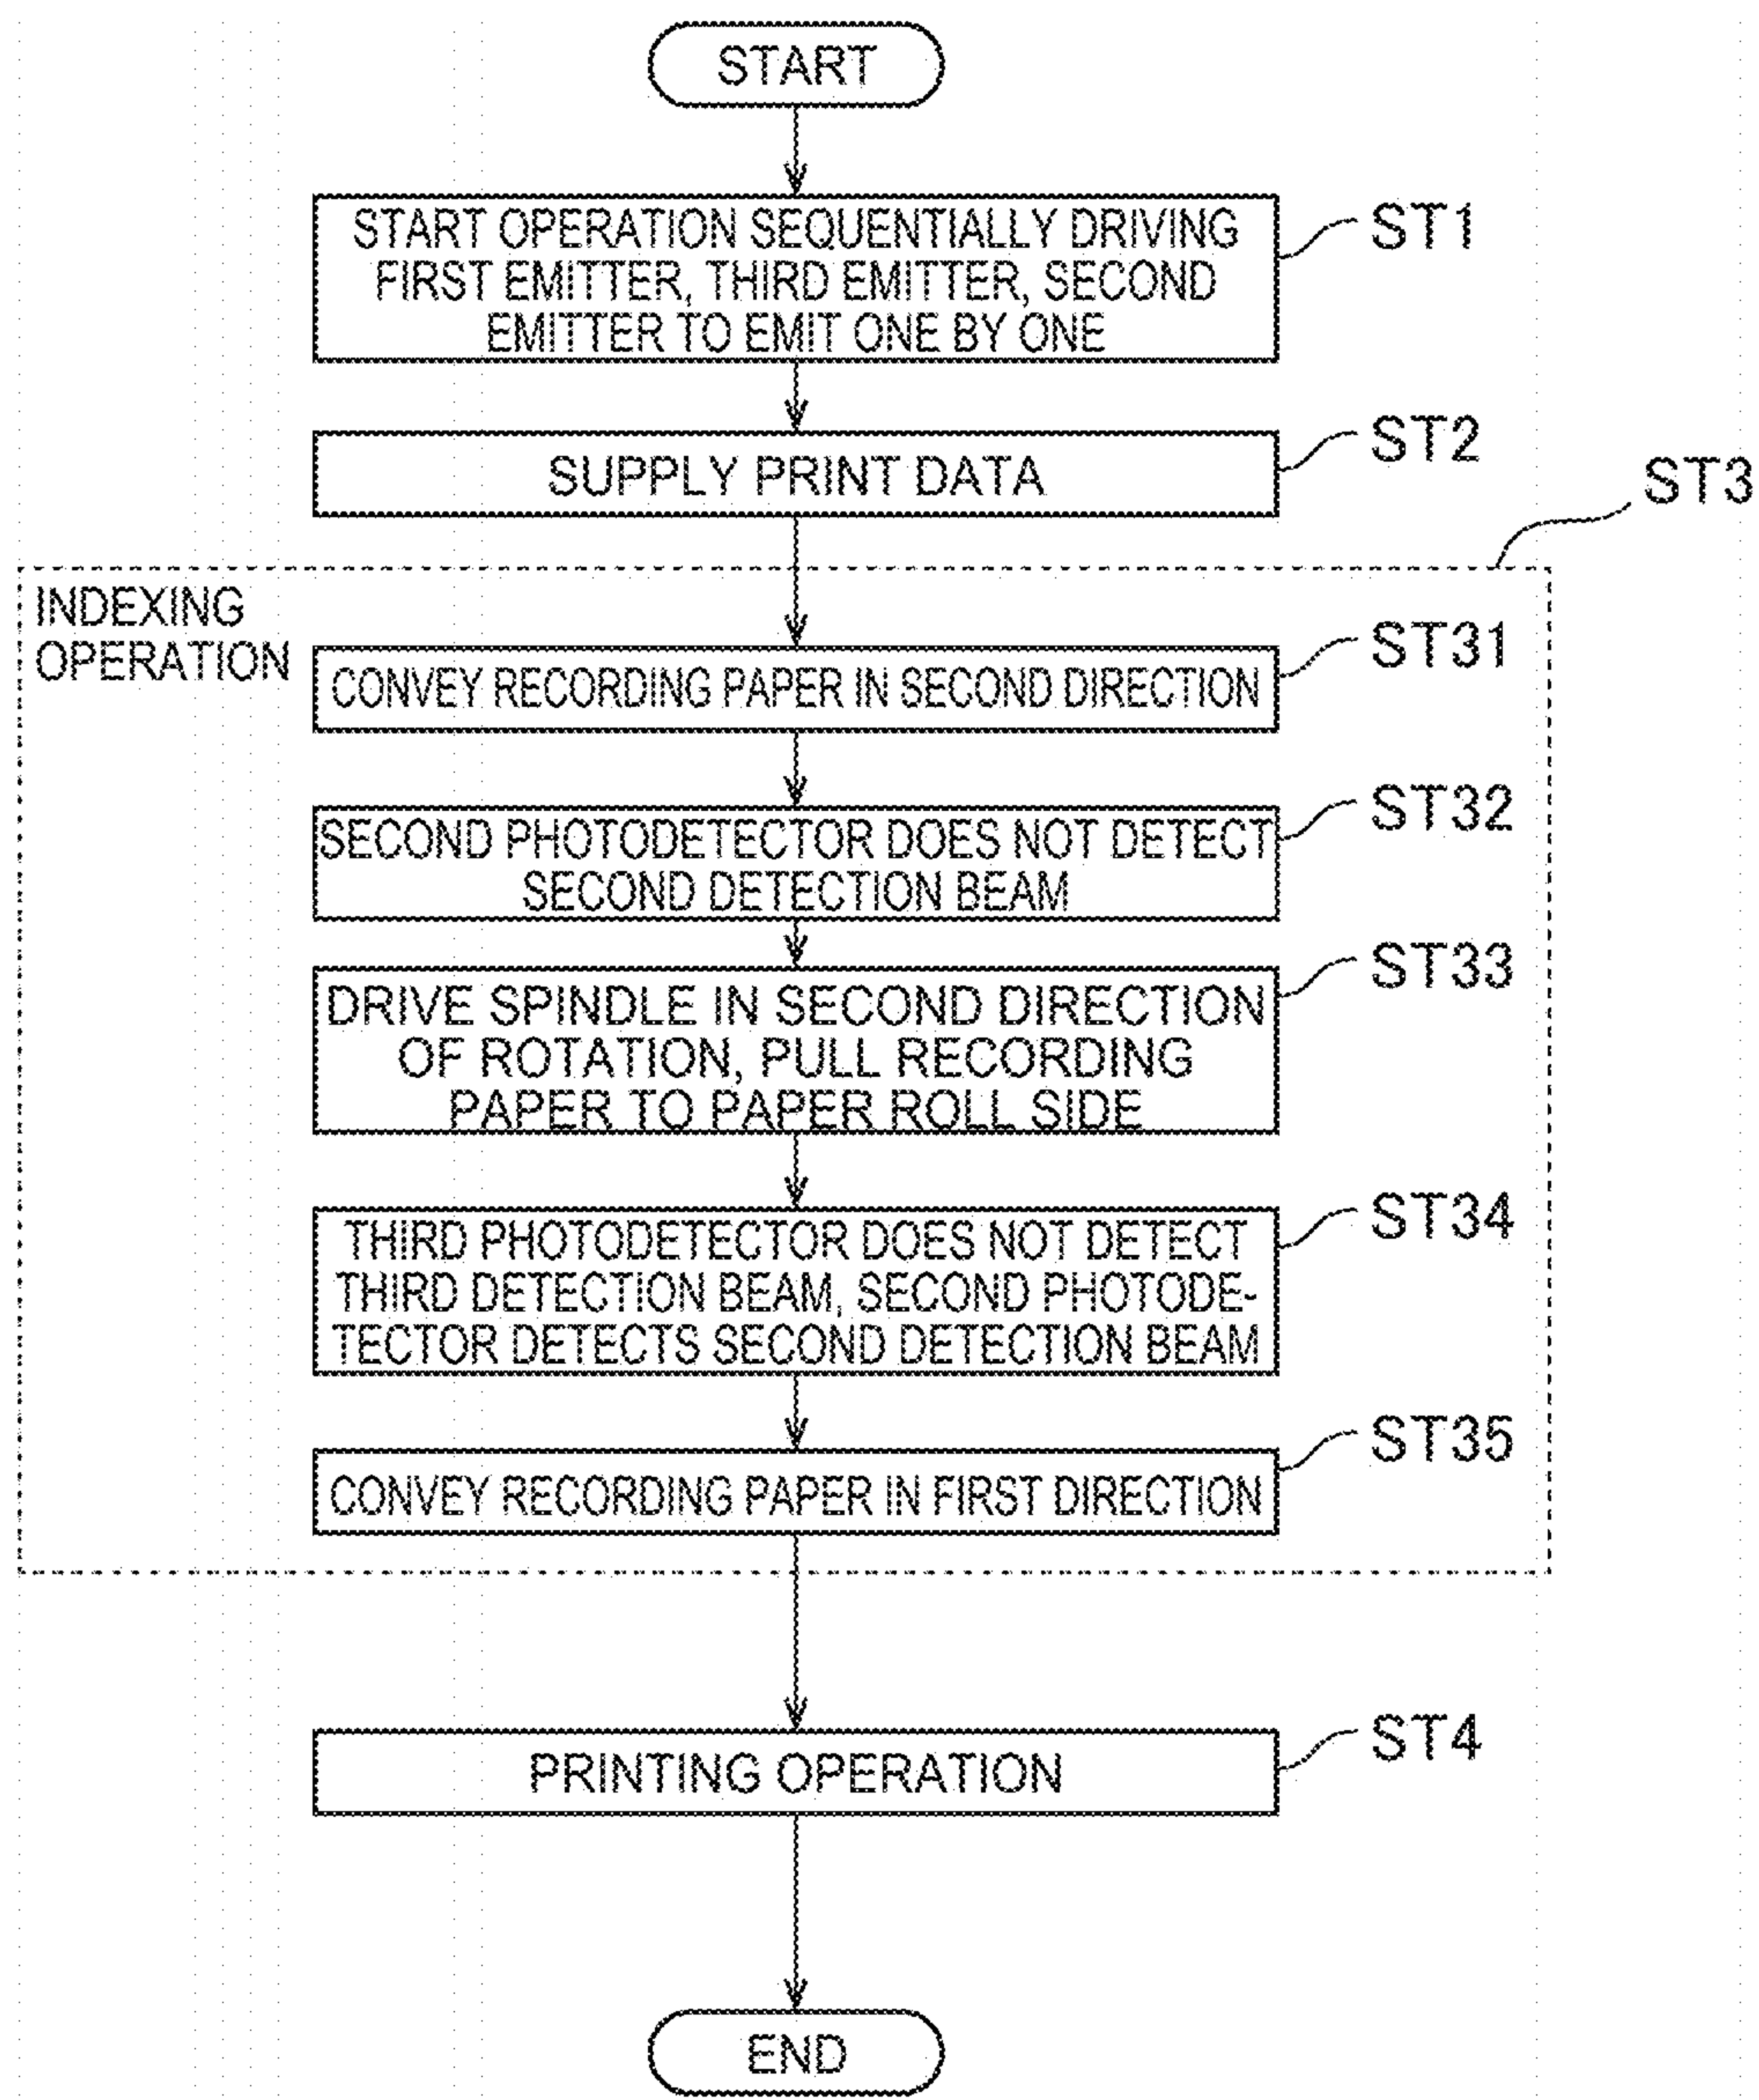 START
START OPERATION SEQUENTIALLY DRIVING
FIRST EMITTER, THIRD EMITTER, SECOND
EMITTER TO EMIT ONE BY ONE
ST1
SUPPLY PRINT DATA
ST2
ST3
INDEXING
OPERATION
CONVEY RECORDING PAPER IN SECOND DIRECTION
ST31
SECOND PHOTODETECTOR DOES NOT DETECT
SECOND DETECTION BEAM
ST32
DRIVE SPINDLE IN SECOND DIRECTION
OF ROTATION, PULL RECORDING
PAPER TO PAPER ROLL SIDE
ST33
THIRD PHOTODETECTOR DOES NOT DETECT
THIRD DETECTION BEAM, SECOND PHOTODE-
TECTOR DETECTS SECOND DETECTION BEAM
ST34
CONVEY RECORDING PAPER IN FIRST DIRECTION
ST35
PRINTING OPERATION
ST4
END